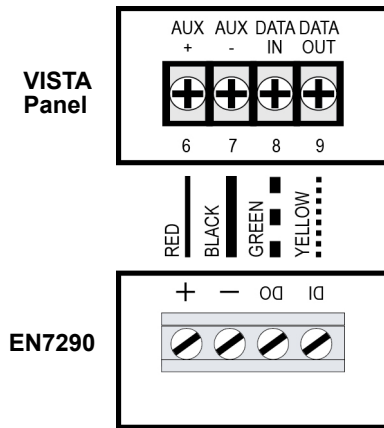 AUX AUX DATA DATA
+ - IN OUT
VISTA
Panel
6 7 8 9
RED BLACK GREEN YELLOW
+ – DO DI
EN7290